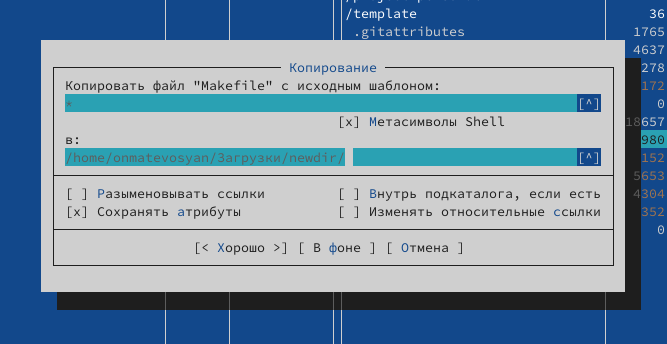 /template 36
.gitattributes 1765
4637
Копирование
278
Копировать файл "Makefile" с исходным шаблоном:
172
* [^] 0
[x] Метасимволы Shell 18657
в: 980
/home/onmatevosyan/Загрузки/newdir/ [^] 152
5653
[ ] Разыменовывать ссылки [ ] Внутрь подкаталога, если есть 4304
[x] Сохранять атрибуты [ ] Изменять относительные ссылки 352
0
[< Хорошо >] [ В фоне ] [ Отмена ]